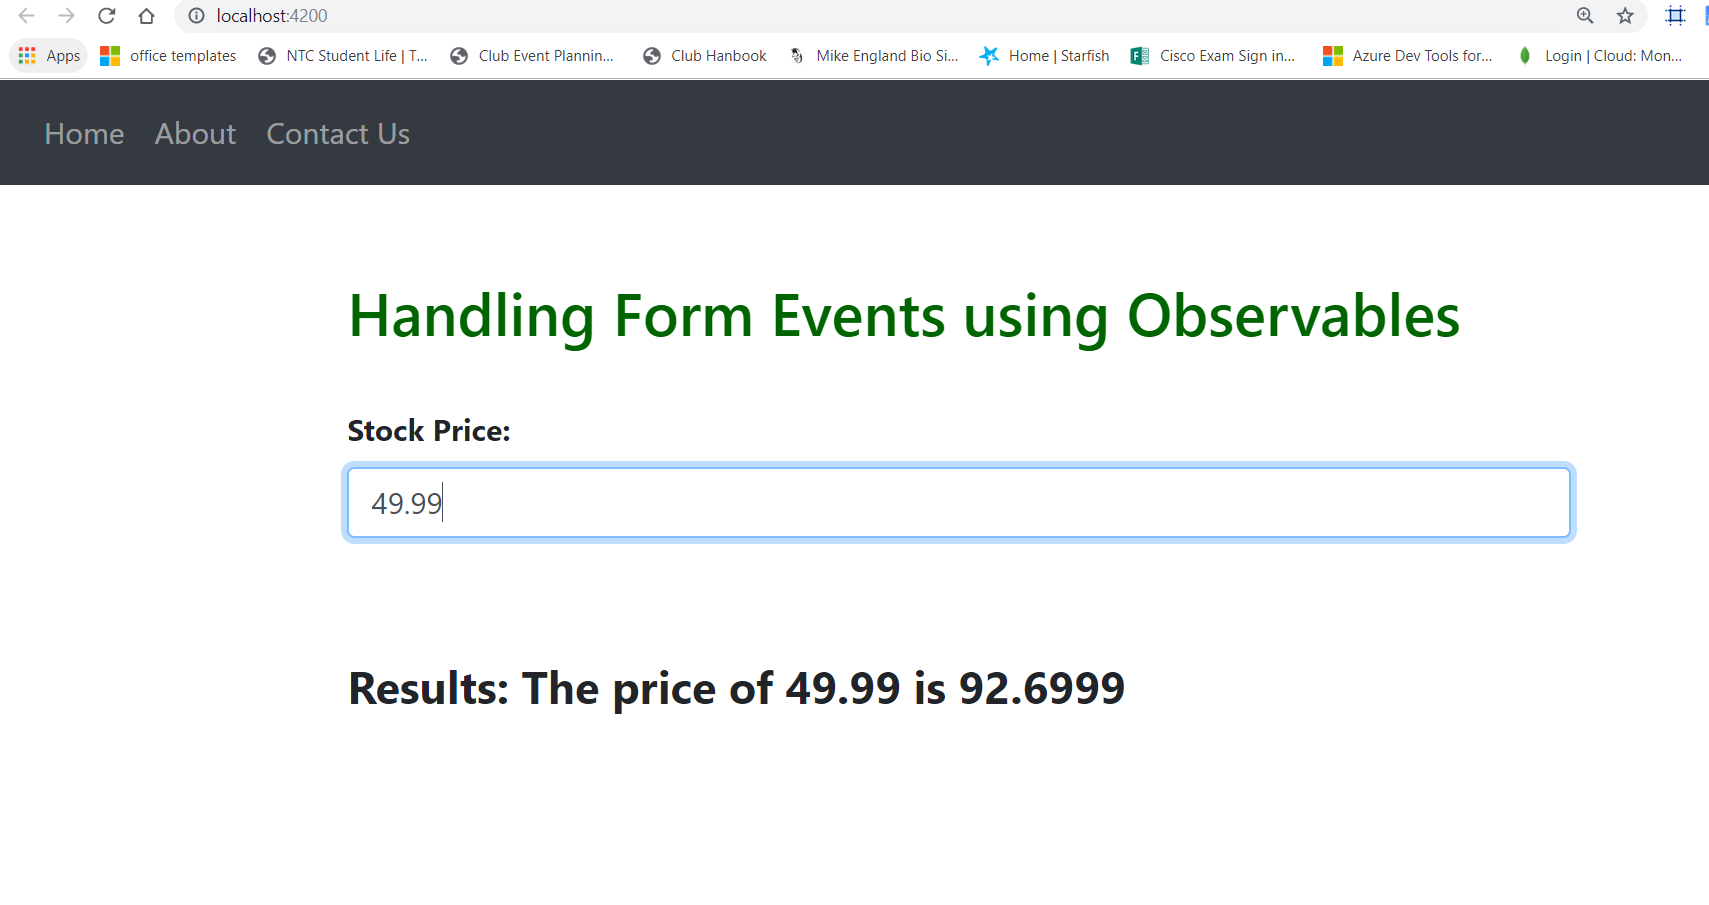 localhost:4200
Apps office templates NTC Student Life | T... Club Event Plannin... Club Hanbook Mike England Bio Si... Home | Starfish Cisco Exam Sign in... Azure Dev Tools for... Login | Cloud: Mon...
Home About Contact Us
Handling Form Events using Observables
Stock Price:
49.99
Results: The price of 49.99 is 92.6999